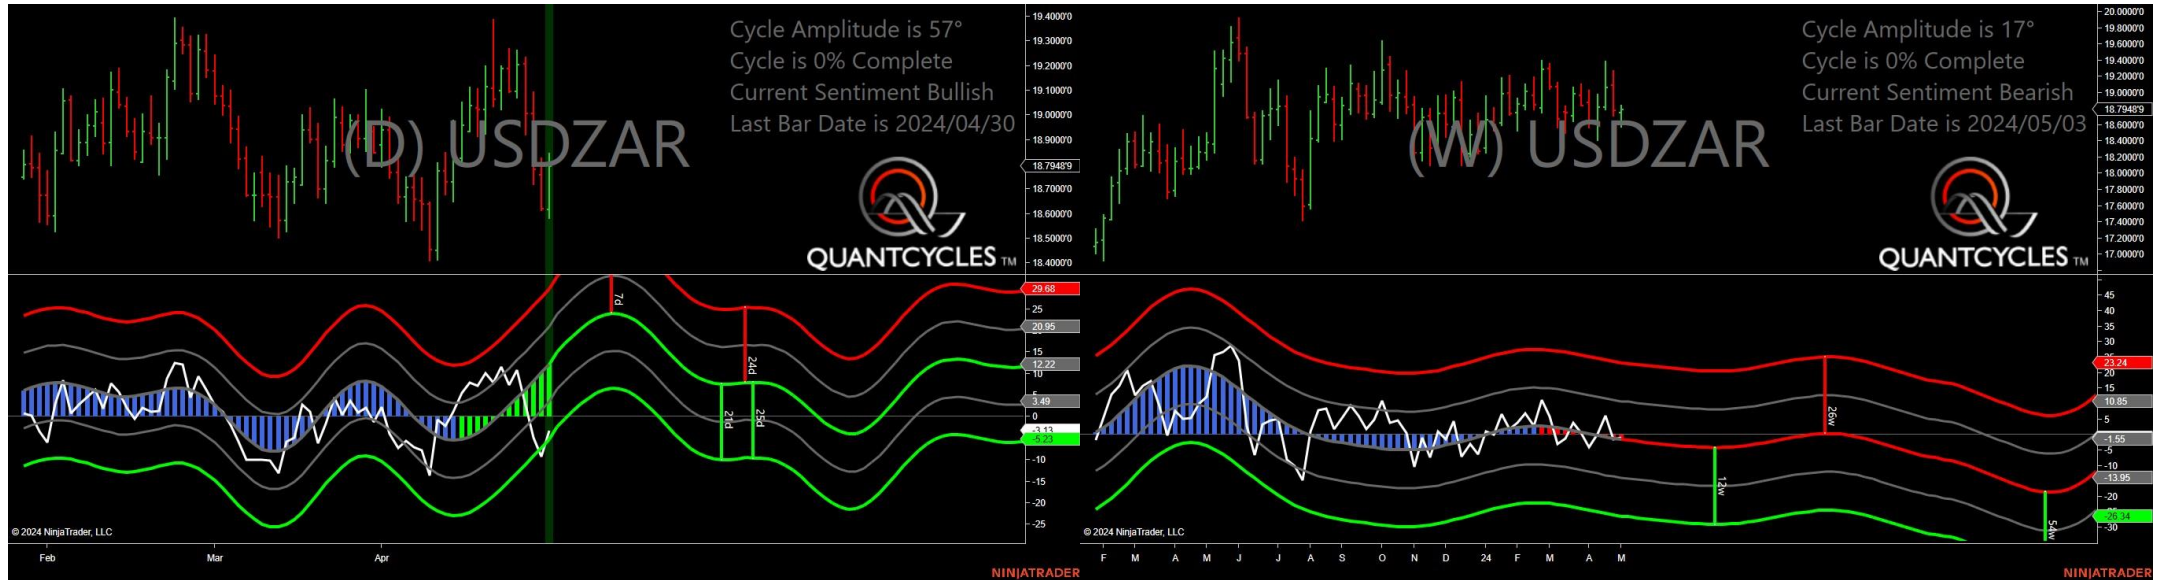 Cycle Amplitude is 57°
Cycle is 0% Complete
Current Sentiment Bullish
Last Bar Date is 2024/04/30
(D) USDZAR
QUANTCYCLES TM
19.4000'0
19.3000'0
19.2000'0
19.1000'0
19.0000'0
18.9000'0
18.7948'9
18.7000'0
18.6000'0
18.5000'0
18.4000'0
29.68
25
20.95
15
12.22
10
3.49
0
-3.13
-5.23
-10
-15
-20
-25
7d
24d
21d
25d
© 2024 NinjaTrader, LLC
Feb Mar Apr
NINJATRADER
Cycle Amplitude is 17°
Cycle is 0% Complete
Current Sentiment Bearish
Last Bar Date is 2024/05/03
(W) USDZAR
QUANTCYCLES TM
20.0000'0
19.8000'0
19.6000'0
19.4000'0
19.2000'0
19.0000'0
18.7948'9
18.6000'0
18.4000'0
18.2000'0
18.0000'0
17.8000'0
17.6000'0
17.4000'0
17.2000'0
17.0000'0
45
40
35
30
23.24
20
15
10.85
5
-1.55
-5
-10
-13.95
-20
-26.34
-30
26w
12w
54w
© 2024 NinjaTrader, LLC
F M A M J J A S O N D 24 F M A M
NINJATRADER